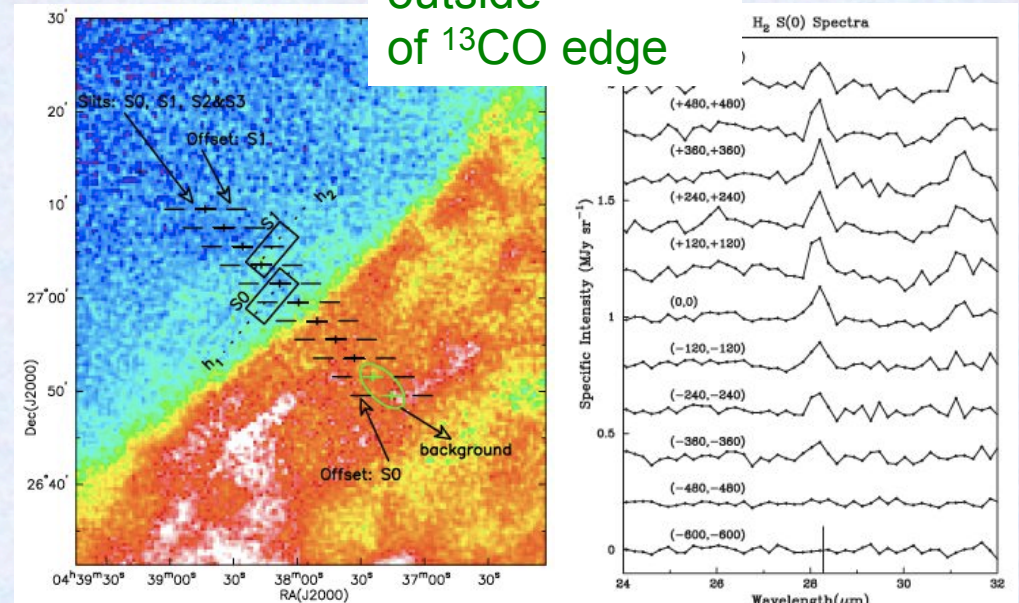 outside
of ¹³CO edge
30′
20′
10′
27°00′
50′
26°40′
Dec(J2000)
Slits: S0, S1, S2&S3
Offset: S1
h₂
S1
S0
h₁
background
Offset: S0
04ʰ39ᵐ30ˢ
39ᵐ00ˢ
30ˢ
38ᵐ00ˢ
30ˢ
37ᵐ00ˢ
30ˢ
RA(J2000)
H₂ S(0) Spectra
Specific Intensity (MJy sr⁻¹)
1.5
1
0.5
0
(+480,+480)
(+360,+360)
(+240,+240)
(+120,+120)
(0,0)
(−120,−120)
(−240,−240)
(−360,−360)
(−480,−480)
(−600,−600)
24
26
28
30
32
Wavelength(μm)